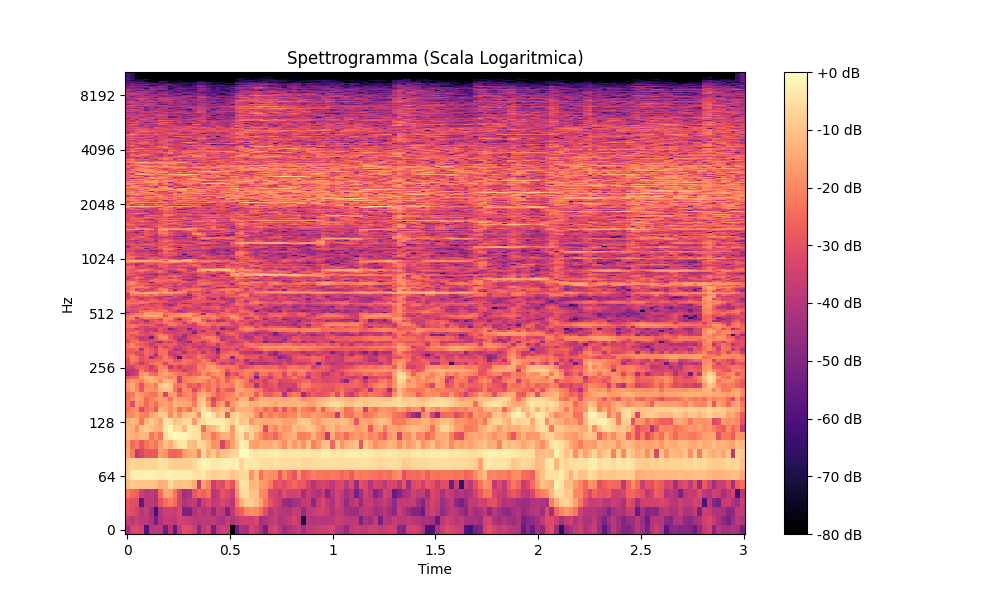 Spettrogramma (Scala Logaritmica)
8192
4096
2048
1024
512
256
128
64
0
Hz
0
0.5
1
1.5
2
2.5
3
Time
+0 dB
-10 dB
-20 dB
-30 dB
-40 dB
-50 dB
-60 dB
-70 dB
-80 dB